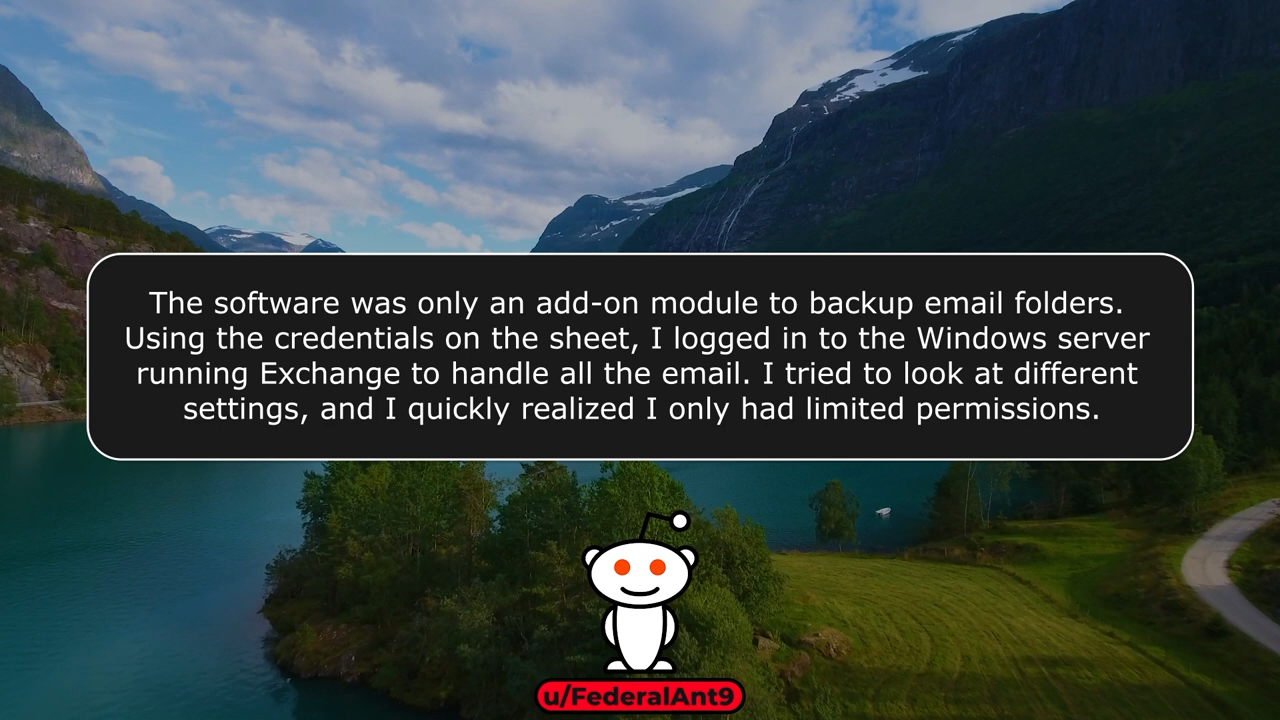 The software was only an add-on module to backup email folders.
Using the credentials on the sheet, I logged in to the Windows server
running Exchange to handle all the email. I tried to look at different
settings, and I quickly realized I only had limited permissions.
u/FederalAnt9